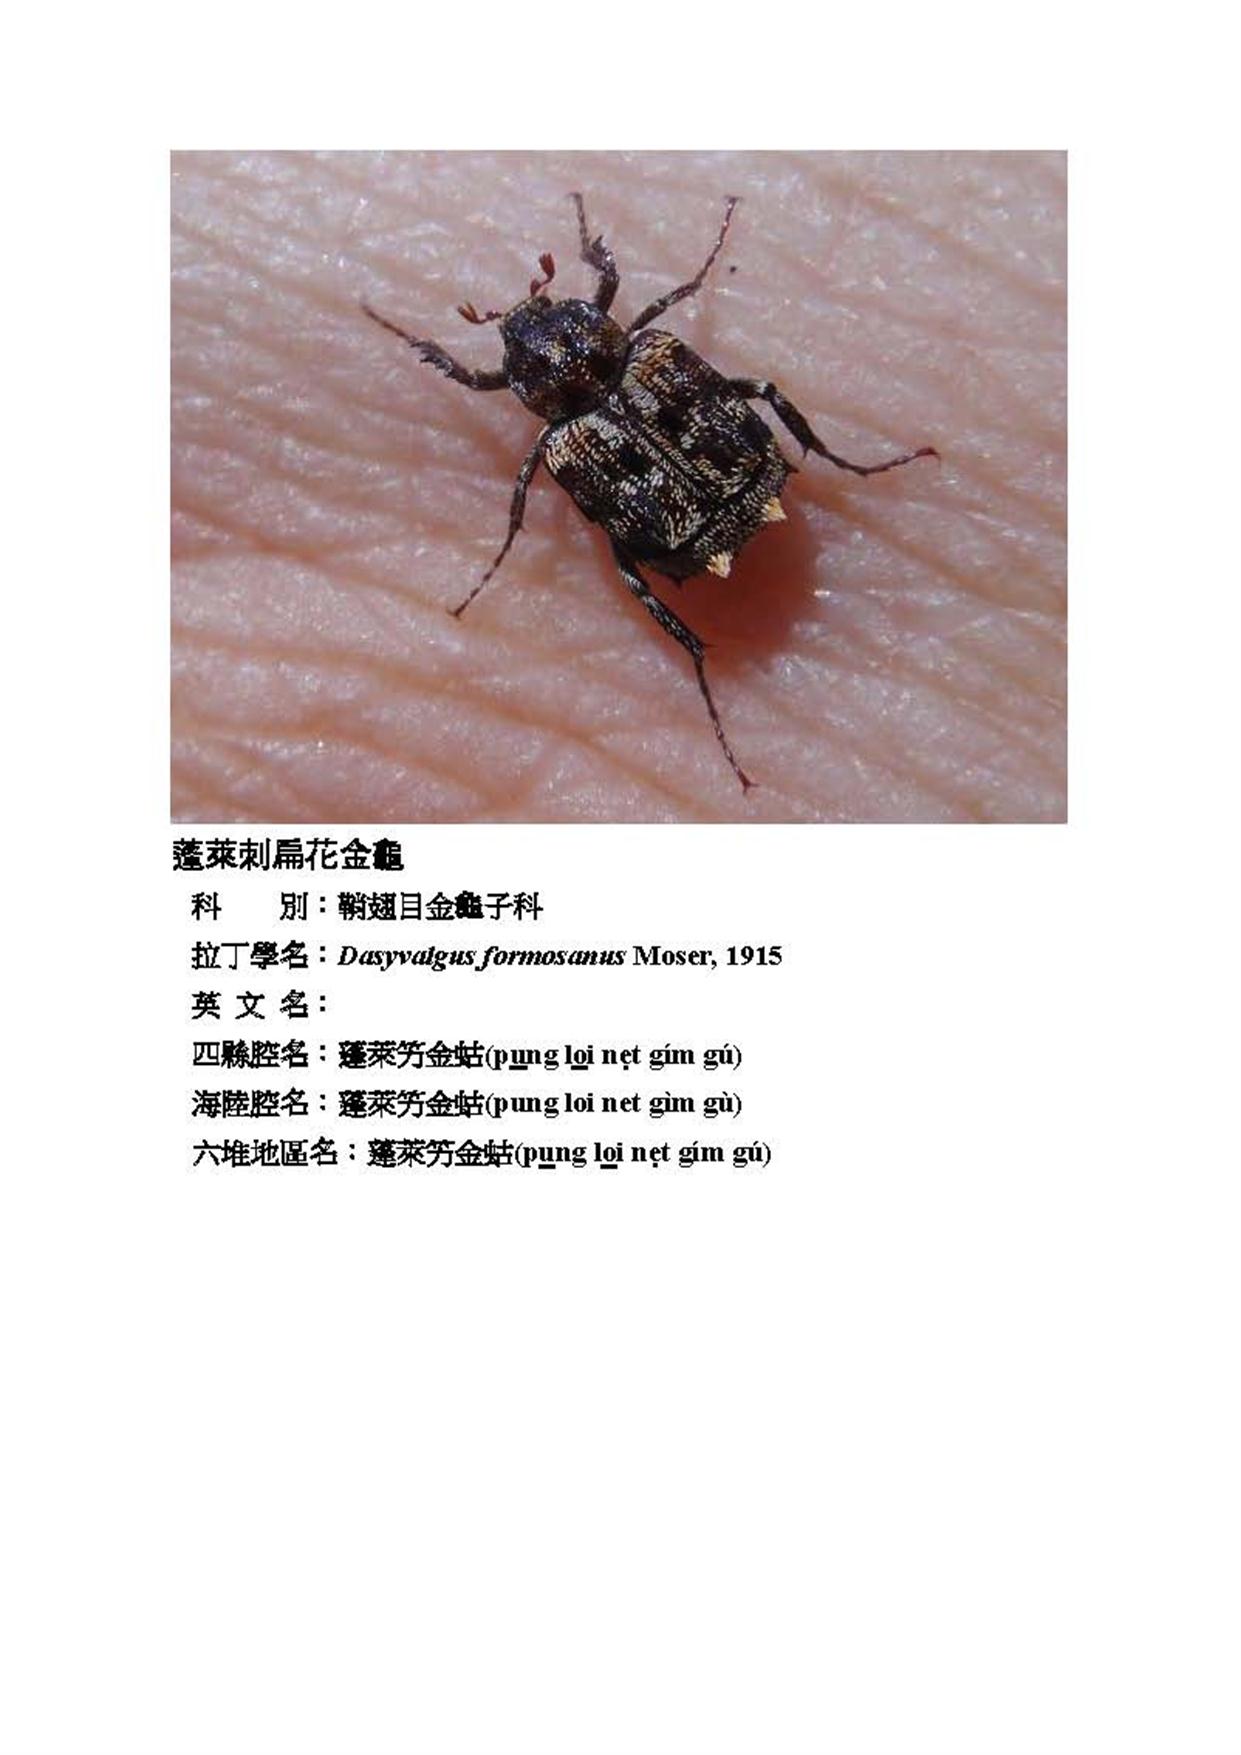 蓬萊刺扁花金龜
科　　別：鞘翅目金龜子科
拉丁學名：Dasyvalgus formosanus Moser, 1915
英 文 名：
四縣腔名：蓬萊竻金蛄(pu̲ng lo̲i nẹt gím gú)
海陸腔名：蓬萊竻金蛄(pung loi net gìm gù)
六堆地區名：蓬萊竻金蛄(pu̲ng lo̲i nẹt gím gú)